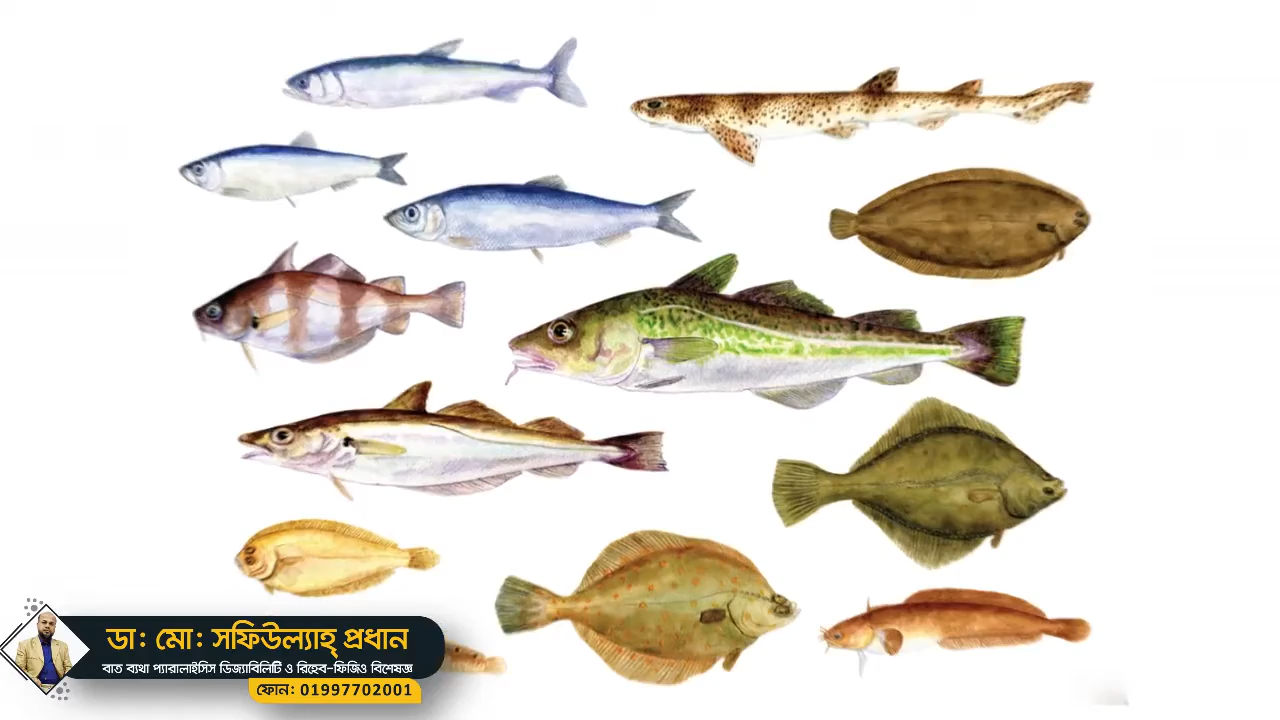 ডা: মো: সফিউল্যাহ্ প্রধান
বাত ব্যথা প্যারালাইসিস ডিজ্যাবিলিটি ও রিহেব-ফিজিও বিশেষজ্ঞ
ফোন: 01997702001